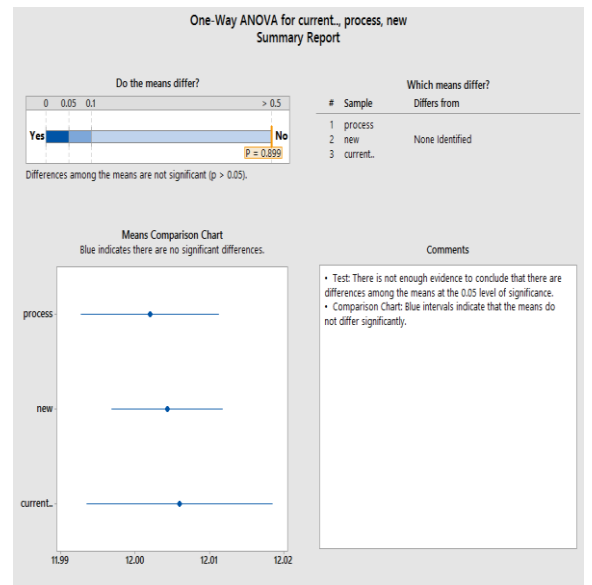 One-Way ANOVA for current.., process, new
Summary Report
Do the means differ?
0 0.05 0.1 > 0.5
Yes No
P = 0.899
Differences among the means are not significant (p > 0.05).
Which means differ?
# Sample Differs from
1 process
2 new None Identified
3 current..
Means Comparison Chart
Blue indicates there are no significant differences.
process
new
current..
11.99 12.00 12.01 12.02
Comments
• Test: There is not enough evidence to conclude that there are
differences among the means at the 0.05 level of significance.
• Comparison Chart: Blue intervals indicate that the means do
not differ significantly.